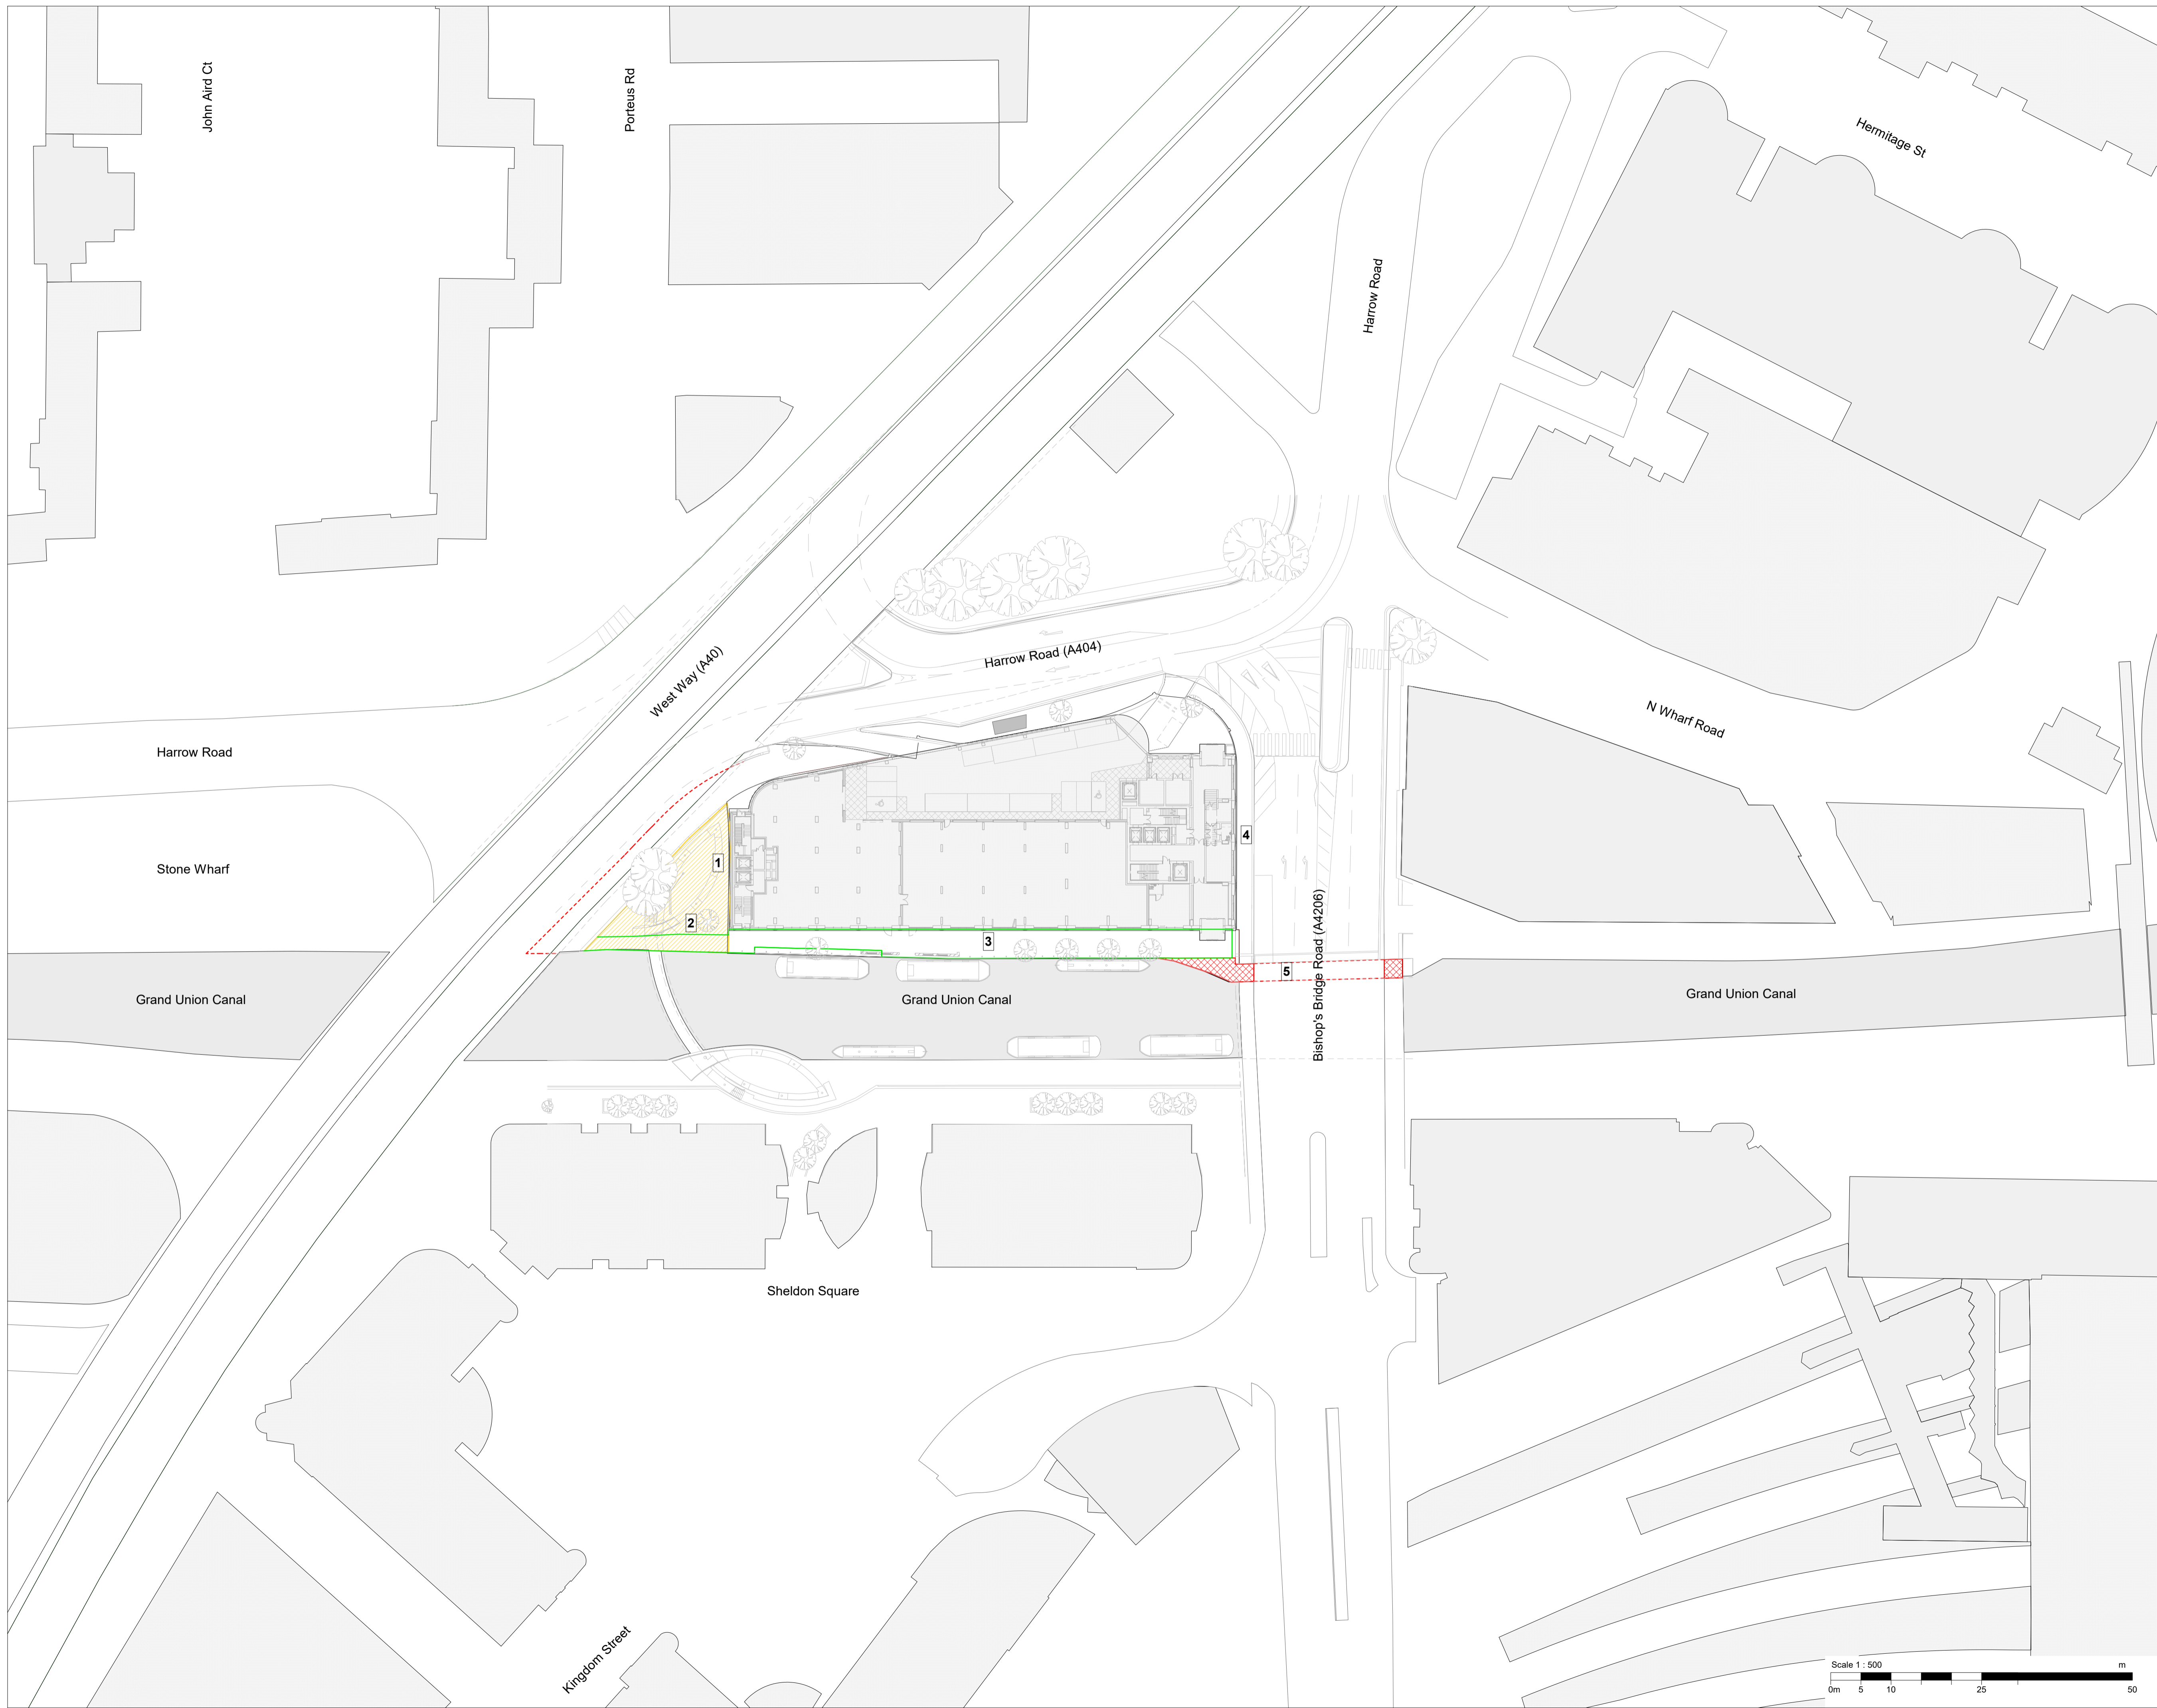 John Aird Ct
Porteus Rd
Hermitage St
Harrow Road
Harrow Road (A404)
West Way (A40)
N Wharf Road
Harrow Road
Stone Wharf
1
2
3
4
5
Bishop's Bridge Road (A4206)
Grand Union Canal
Grand Union Canal
Grand Union Canal
Sheldon Square
Kingdom Street
Scale 1 : 500
m
0m 5 10 25 50